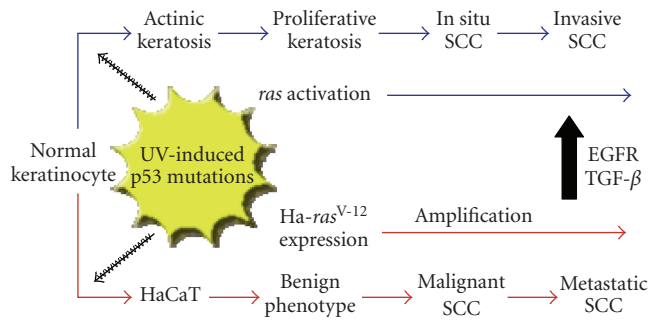 Actinic keratosis
Proliferative keratosis
In situ SCC
Invasive SCC
ras activation
Normal keratinocyte
UV-induced p53 mutations
EGFR
TGF-β
Ha-ras^V-12 expression
Amplification
HaCaT
Benign phenotype
Malignant SCC
Metastatic SCC